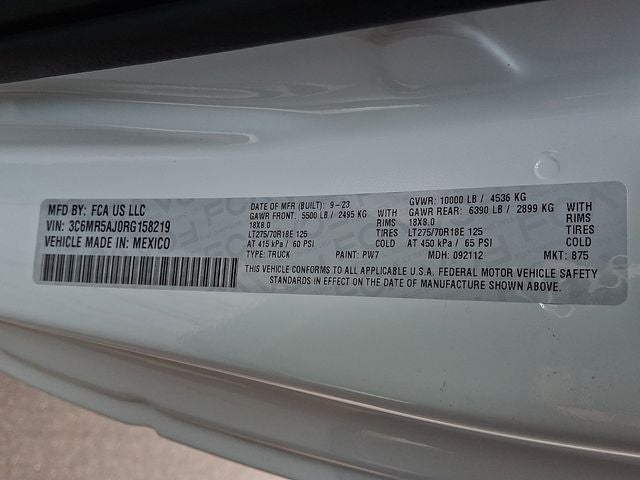 MFD BY: FCA US LLC
VIN: 3C6MR5AJ0RG158219
VEHICLE MADE IN: MEXICO
DATE OF MFR (BUILT): 9-23
GAWR FRONT: 5500 LB / 2495 KG WITH
18X8.0 RIMS
LT275/70R18E 125 TIRES
AT 415 kPa / 60 PSI COLD
TYPE: TRUCK PAINT: PW7
GVWR: 10000 LB / 4536 KG
GAWR REAR: 6390 LB / 2899 KG WITH
18X8.0 RIMS
LT275/70R18E 125 TIRES
AT 450 kPa / 65 PSI COLD
MDH: 092112 MKT: 875
THIS VEHICLE CONFORMS TO ALL APPLICABLE U.S.A. FEDERAL MOTOR VEHICLE SAFETY
STANDARDS IN EFFECT ON THE DATE OF MANUFACTURE SHOWN ABOVE.